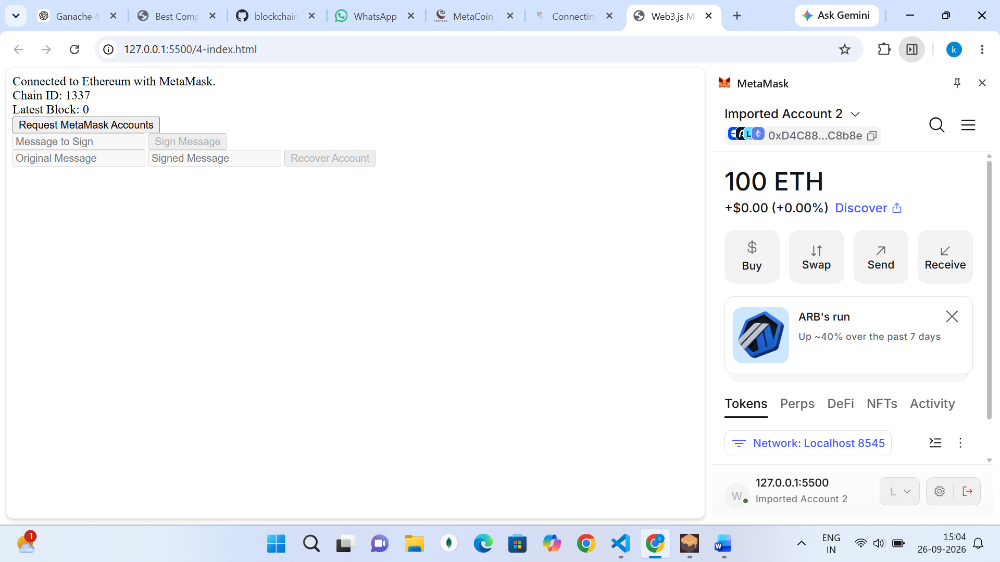 Ganache 4
Best Comp
blockchain
WhatsApp
MetaCoin
Connecting
Web3.js M
Ask Gemini
127.0.0.1:5500/4-index.html
k
Connected to Ethereum with MetaMask.
Chain ID: 1337
Latest Block: 0
Request MetaMask Accounts
Message to Sign
Sign Message
Original Message
Signed Message
Recover Account
MetaMask
Imported Account 2
L
0xD4C88...C8b8e
100 ETH
+$0.00 (+0.00%) Discover
Buy
Swap
Send
Receive
ARB's run
Up ~40% over the past 7 days
Tokens
Perps
DeFi
NFTs
Activity
Network: Localhost 8545
W
127.0.0.1:5500
Imported Account 2
L
1
ENG
IN
15:04
26-09-2026